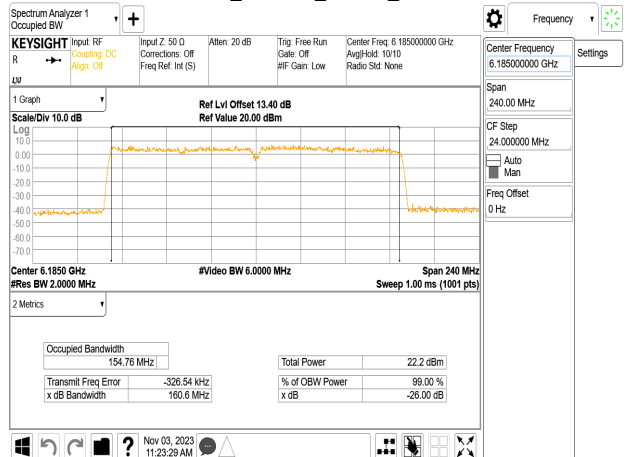 Spectrum Analyzer 1
Occupied BW
Frequency
KEYSIGHT
R
Input: RF
Coupling: DC
Align: Off
Input Z: 50 Ω
Corrections: Off
Freq Ref: Int (S)
Atten: 20 dB
Trig: Free Run
Gate: Off
#IF Gain: Low
Center Freq: 6.185000000 GHz
Avg|Hold: 10/10
Radio Std: None
LXI
Center Frequency
6.185000000 GHz
Settings
Span
240.00 MHz
CF Step
24.000000 MHz
Auto
Man
Freq Offset
0 Hz
1 Graph
Scale/Div 10.0 dB
Ref Lvl Offset 13.40 dB
Ref Value 20.00 dBm
Log
10.0
0.00
-10.0
-20.0
-30.0
-40.0
-50.0
-60.0
-70.0
Center 6.1850 GHz
#Video BW 6.0000 MHz
Span 240 MHz
#Res BW 2.0000 MHz
Sweep 1.00 ms (1001 pts)
2 Metrics
Occupied Bandwidth
154.76 MHz
Total Power 22.2 dBm
Transmit Freq Error -326.54 kHz
% of OBW Power 99.00 %
x dB Bandwidth 160.6 MHz
x dB -26.00 dB
?
Nov 03, 2023
11:23:29 AM